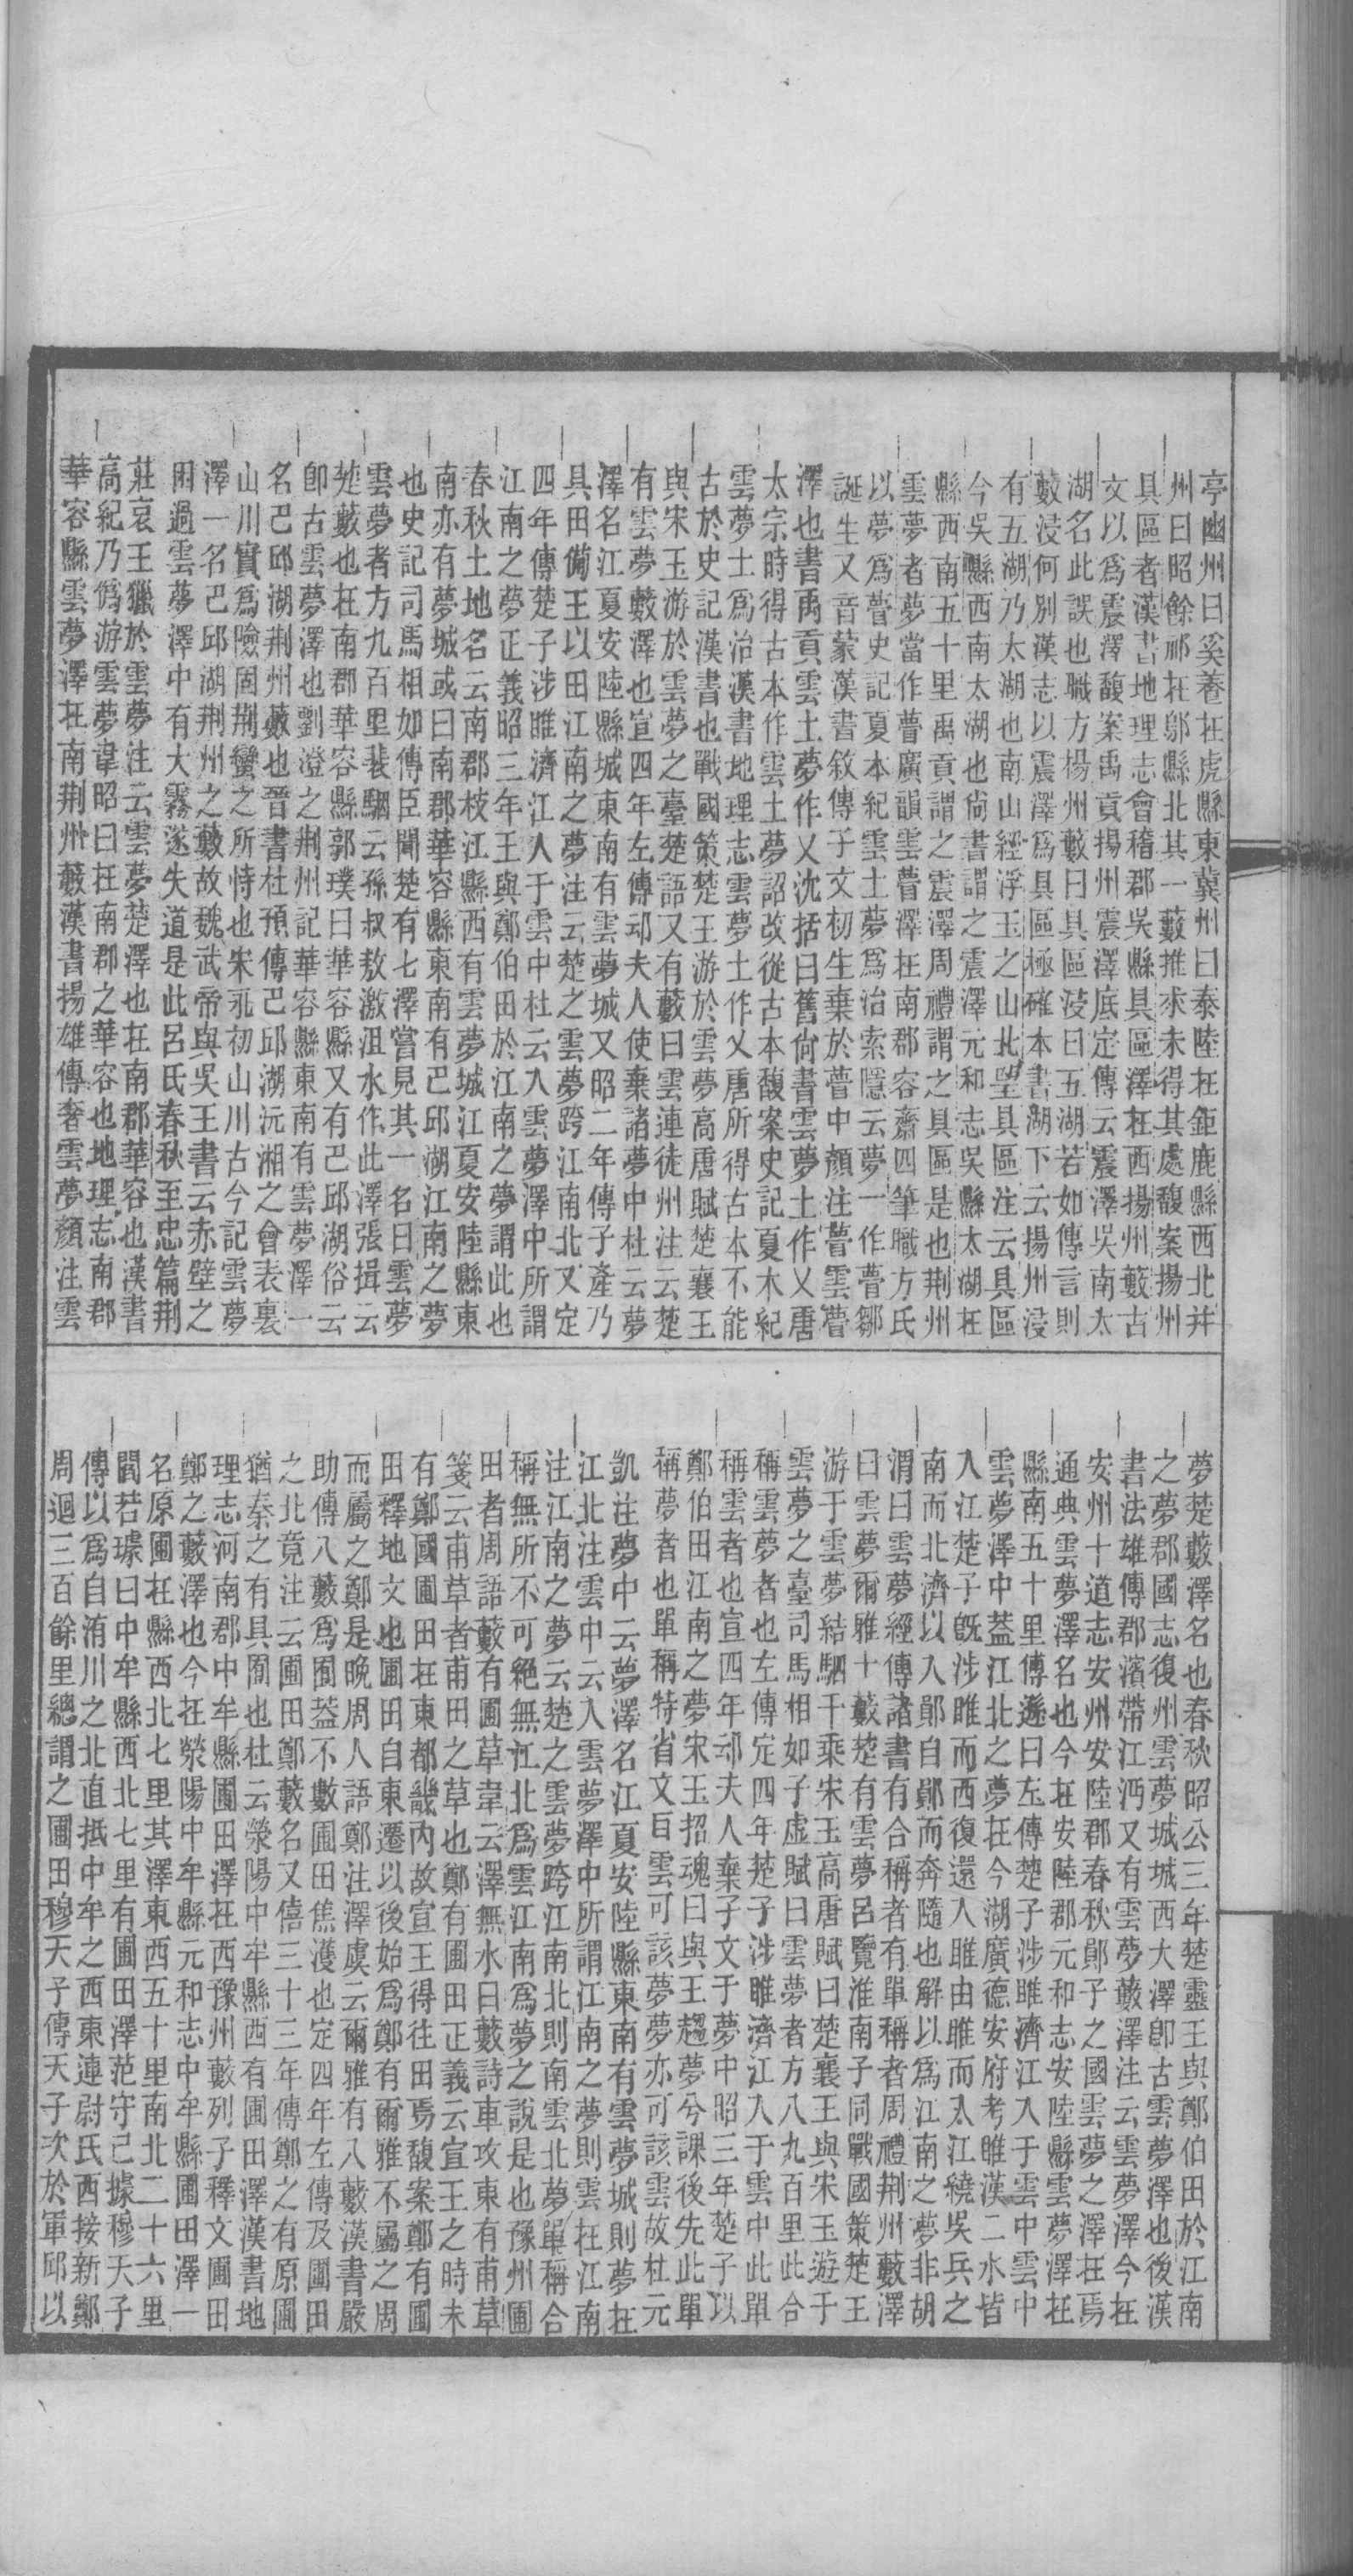 亭幽州曰奚養在虎縣東冀州曰泰陸在鉅鹿縣西北并
州曰昭餘祁在鄔縣北其一藪推求未得其處馥案揚州
具區者漢書地理志會稽郡吳縣具區澤在西揚州藪古
文以爲震澤馥案禹貢揚州震澤底定傳云震澤吳南太
湖名此誤也職方揚州藪曰具區浸曰五湖若如傳言則
藪浸何別漢志以震澤爲具區極確本書湖下云揚州浸
有五湖乃太湖也南山經浮玉之山北望具區注云具區
今吳縣西南太湖也尙書謂之震澤元和志吳縣太湖在
縣西南五十里禹貢謂之震澤周禮謂之具區是也荆州
雲夢者夢當作瞢廣韻雲瞢澤在南郡容齋四筆職方氏
以夢爲瞢史記夏本紀雲土夢爲治索隱云夢一作瞢鄒
誕生又音蒙漢書敘傳子文初生棄於瞢中顏注瞢雲瞢
澤也書禹貢雲土夢作乂沈括曰舊尙書雲夢土作乂唐
太宗時得古本作雲土夢詔改從古本馥案史記夏本紀
雲夢土爲治漢書地理志雲夢土作乂唐所得古本不能
古於史記漢書也戰國策楚王游於雲夢高唐賦楚襄王
與宋玉游於雲夢之臺楚語又有藪曰雲連徒州注云楚
有雲夢藪澤也宣四年左傳䢵夫人使棄諸夢中杜云夢
澤名江夏安陸縣城東南有雲夢城又昭二年傳子產乃
具田備王以田江南之夢注云楚之雲夢跨江南北又定
四年傳楚子涉睢濟江人于雲中杜云入雲夢澤中所謂
江南之夢正義昭三年王與鄭伯田於江南之夢謂此也
春秋土地名云南郡枝江縣西有雲夢城江夏安陸縣東
南亦有夢城或曰南郡華容縣東南有巴邱湖江南之夢
也史記司馬相如傳臣聞楚有七澤嘗見其一名曰雲夢
雲夢者方九百里裴駰云孫叔敖激沮水作此澤張揖云
楚藪也在南郡華容縣郭璞曰華容縣又有巴邱湖俗云
卽古雲夢澤也劉澄之荆州記華容縣東南有雲夢澤一
名巴邱湖荆州藪也晉書杜預傳巴邱湖沅湘之會表裏
山川實爲險固荆蠻之所恃也宋永初山川古今記雲夢
澤一名巴邱湖荆州之藪故魏武帝與吳王書云赤壁之
困過雲夢澤中有大霧遂失道是此呂氏春秋至忠篇荆
莊哀王獵於雲夢注云雲夢楚澤也在南郡華容也漢書
高紀乃僞游雲夢韋昭曰在南郡之華容也地理志南郡
華容縣雲夢澤在南荆州藪漢書揚雄傳奢雲夢顏注雲
夢楚藪澤名也春秋昭公三年楚靈王與鄭伯田於江南
之夢郡國志復州雲夢城城西大澤卽古雲夢澤也後漢
書法雄傳郡濱帶江沔又有雲夢藪澤注云雲夢澤今在
安州十道志安州安陸郡春秋鄖子之國雲夢之澤在焉
通典雲夢澤名也今在安陸郡元和志安陸縣雲夢澤在
縣南五十里傳遜曰左傳楚子涉睢濟江入于雲中雲中
雲夢澤中蓋江北之夢在今湖廣德安府考睢漢二水皆
入江楚子旣涉睢而西復還人睢由睢而入江繞吳兵之
南而北濟以入鄖自鄖而奔隨也解以爲江南之夢非胡
渭曰雲夢經傳諸書有合稱者有單稱者周禮荆州藪澤
曰雲夢爾雅十藪楚有雲夢呂覽淮南子同戰國策楚王
游于雲夢結駟千乘宋玉高唐賦曰楚襄王與宋玉遊于
雲夢之臺司馬相如子虛賦曰雲夢者方八九百里此合
稱雲夢者也左傳定四年楚子涉睢濟江入于雲中此單
稱雲者也宣四年䢵夫人棄子文于夢中昭三年楚子以
鄭伯田江南之夢宋玉招魂曰與王趨夢兮課後先此單
稱夢者也單稱特省文目雲可該夢夢亦可該雲故杜元
凱注夢中云夢澤名江夏安陸縣東南有雲夢城則夢在
江北注雲中云入雲夢澤中所謂江南之夢則雲在江南
注江南之夢云楚之雲夢跨江南北則南雲北夢單稱合
稱無所不可絕無江北爲雲江南爲夢之說是也豫州圃
田者周語藪有圃草韋云澤無水曰藪詩車攻東有甫草
箋云甫草者甫田之草也鄭有圃田正義云宣王之時未
有鄭國圃田在東都畿內故宣王得往田焉馥案鄭有圃
田釋地文也圃田自東遷以後始爲鄭有爾雅不屬之周
而屬之鄭是晚周人語鄭注澤虞云爾雅有八藪漢書嚴
助傳八藪爲囿蓋不數圃田焦濩也定四年左傳及圃田
之北竟注云圃田鄭藪名又僖三十三年傳鄭之有原圃
猶秦之有具囿也杜云滎陽中牟縣西有圃田澤漢書地
理志河南郡中牟縣圃田澤在西豫州藪列子釋文圃田
鄭之藪澤也今在滎陽中牟縣元和志中牟縣圃田澤一
名原圃在縣西北七里其澤東西五十里南北二十六里
閻若璩曰中牟縣西北七里有圃田澤范守己據穆天子
傳以爲自洧川之北直抵中牟之西東連尉氏西接新鄭
周迴三百餘里總謂之圃田穆天子傳天子次於軍邱以